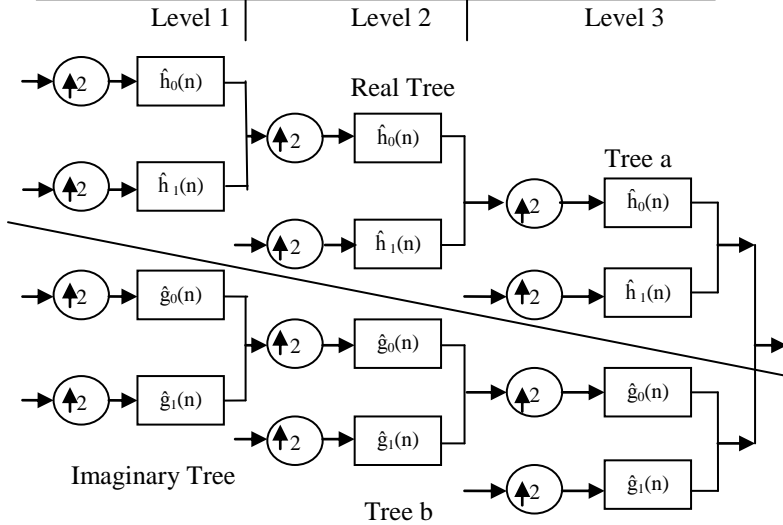 Level 1 Level 2 Level 3
↑2 ĥ0(n)
Real Tree
↑2 ĥ0(n)
↑2 ĥ1(n)
Tree a
↑2 ĥ0(n)
↑2 ĥ1(n)
↑2 ĝ0(n)
↑2 ĥ1(n)
↑2 ĝ0(n)
↑2 ĝ1(n)
↑2 ĝ0(n)
↑2 ĝ1(n)
Imaginary Tree
↑2 ĝ1(n)
Tree b